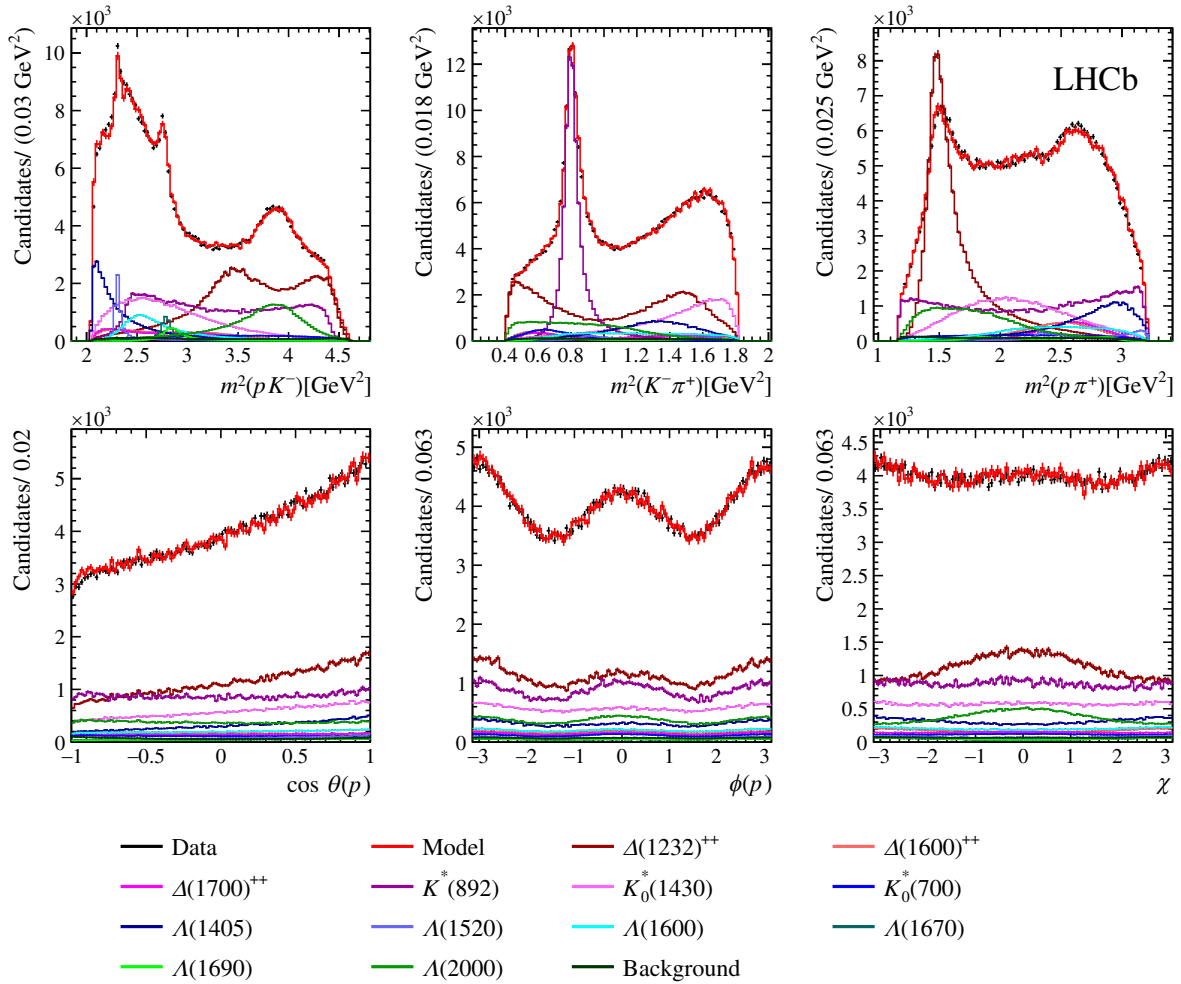 ×10³ ×10³ ×10³
Candidates/ (0.03 GeV²)
10
8
6
4
2
0
2 2.5 3 3.5 4 4.5
m²(p K⁻)[GeV²]
Candidates/ (0.018 GeV²)
12
10
8
6
4
2
0
0.4 0.6 0.8 1 1.2 1.4 1.6 1.8 2
m²(K⁻π⁺)[GeV²]
Candidates/ (0.025 GeV²)
LHCb
9
8
7
6
5
4
3
2
1
0
1 1.5 2 2.5 3
m²(p π⁺)[GeV²]
×10³ ×10³ ×10³
Candidates/ 0.02
5
4
3
2
1
0
−1 −0.5 0 0.5 1
cos θ(p)
Candidates/ 0.063
5
4
3
2
1
0
−3 −2 −1 0 1 2 3
ϕ(p)
Candidates/ 0.063
4.5
4
3.5
3
2.5
2
1.5
1
0.5
0
−3 −2 −1 0 1 2 3
χ
Data Model Δ(1232)⁺⁺ Δ(1600)⁺⁺
Δ(1700)⁺⁺ K*(892) K*₀(1430) K*₀(700)
Λ(1405) Λ(1520) Λ(1600) Λ(1670)
Λ(1690) Λ(2000) Background